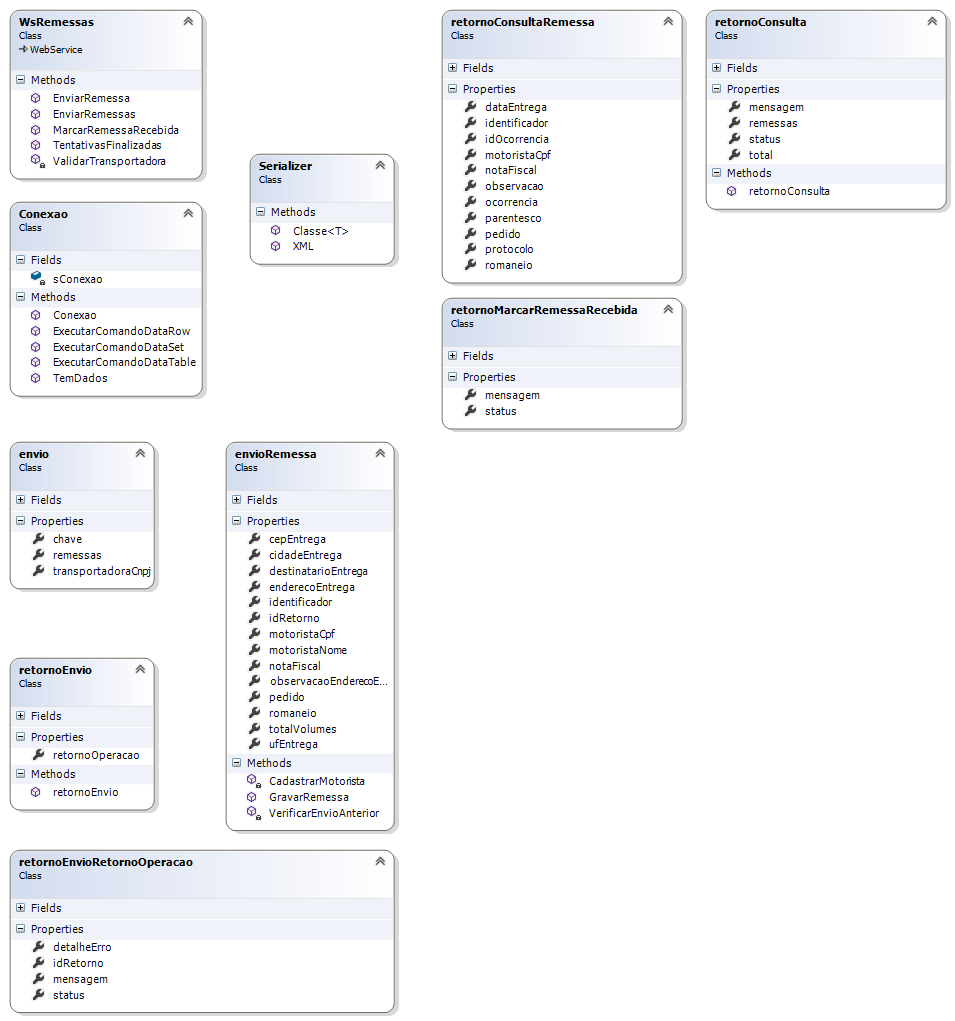 WsRemessas
Class
WebService
Methods
EnviarRemessa
EnviarRemessas
MarcarRemessaRecebida
TentativasFinalizadas
ValidarTransportadora
Conexao
Class
Fields
sConexao
Methods
Conexao
ExecutarComandoDataRow
ExecutarComandoDataSet
ExecutarComandoDataTable
TemDados
Serializer
Class
Methods
Classe<T>
XML
retornoConsultaRemessa
Class
Fields
Properties
dataEntrega
identificador
idOcorrencia
motoristaCpf
notaFiscal
observacao
ocorrencia
parentesco
pedido
protocolo
romaneio
retornoConsulta
Class
Fields
Properties
mensagem
remessas
status
total
Methods
retornoConsulta
retornoMarcarRemessaRecebida
Class
Fields
Properties
mensagem
status
envio
Class
Fields
Properties
chave
remessas
transportadoraCnpj
envioRemessa
Class
Fields
Properties
cepEntrega
cidadeEntrega
destinatarioEntrega
enderecoEntrega
identificador
idRetorno
motoristaCpf
motoristaNome
notaFiscal
observacaoEnderecoE...
pedido
romaneio
totalVolumes
ufEntrega
Methods
CadastrarMotorista
GravarRemessa
VerificarEnvioAnterior
retornoEnvio
Class
Fields
Properties
retornoOperacao
Methods
retornoEnvio
retornoEnvioRetornoOperacao
Class
Fields
Properties
detalheErro
idRetorno
mensagem
status